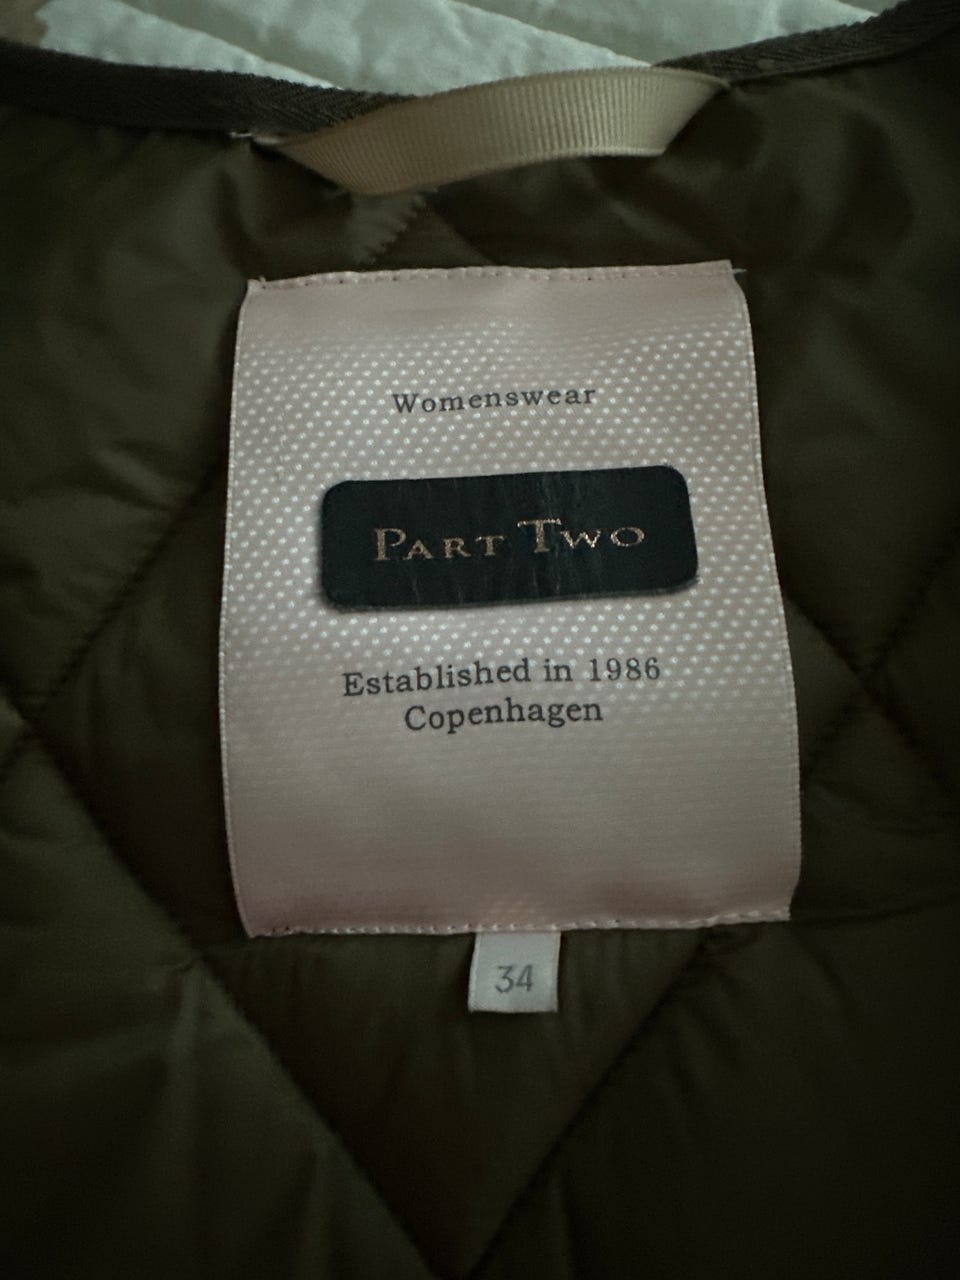 Womenswear
PART TWO
Established in 1986
Copenhagen
34